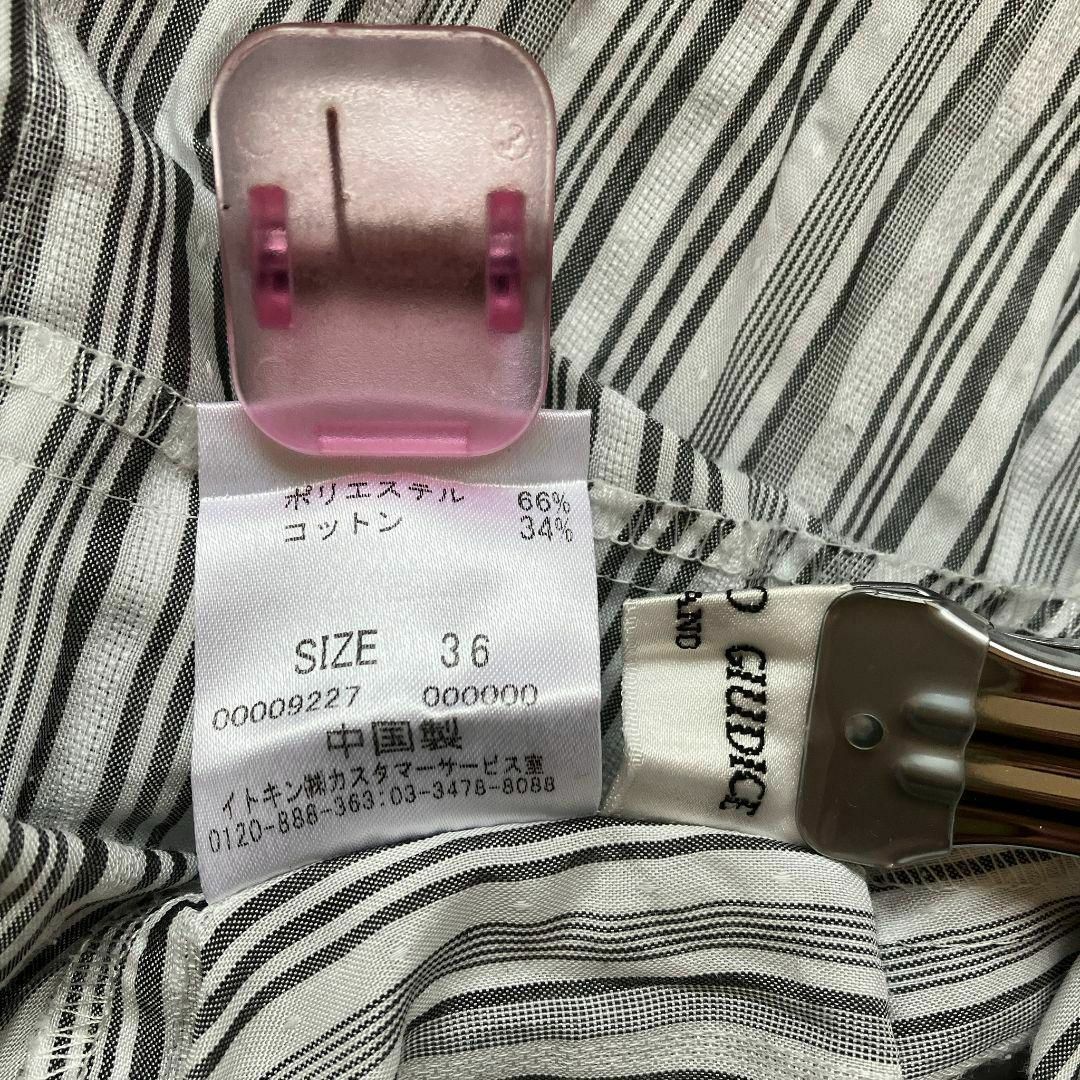 ポリエステル 66%
コットン 34%
SIZE 36
00009227 000000
中国製
イトキン㈱カスタマーサービス室
0120-888-363:03-3478-8088
O GIUDICE
AND